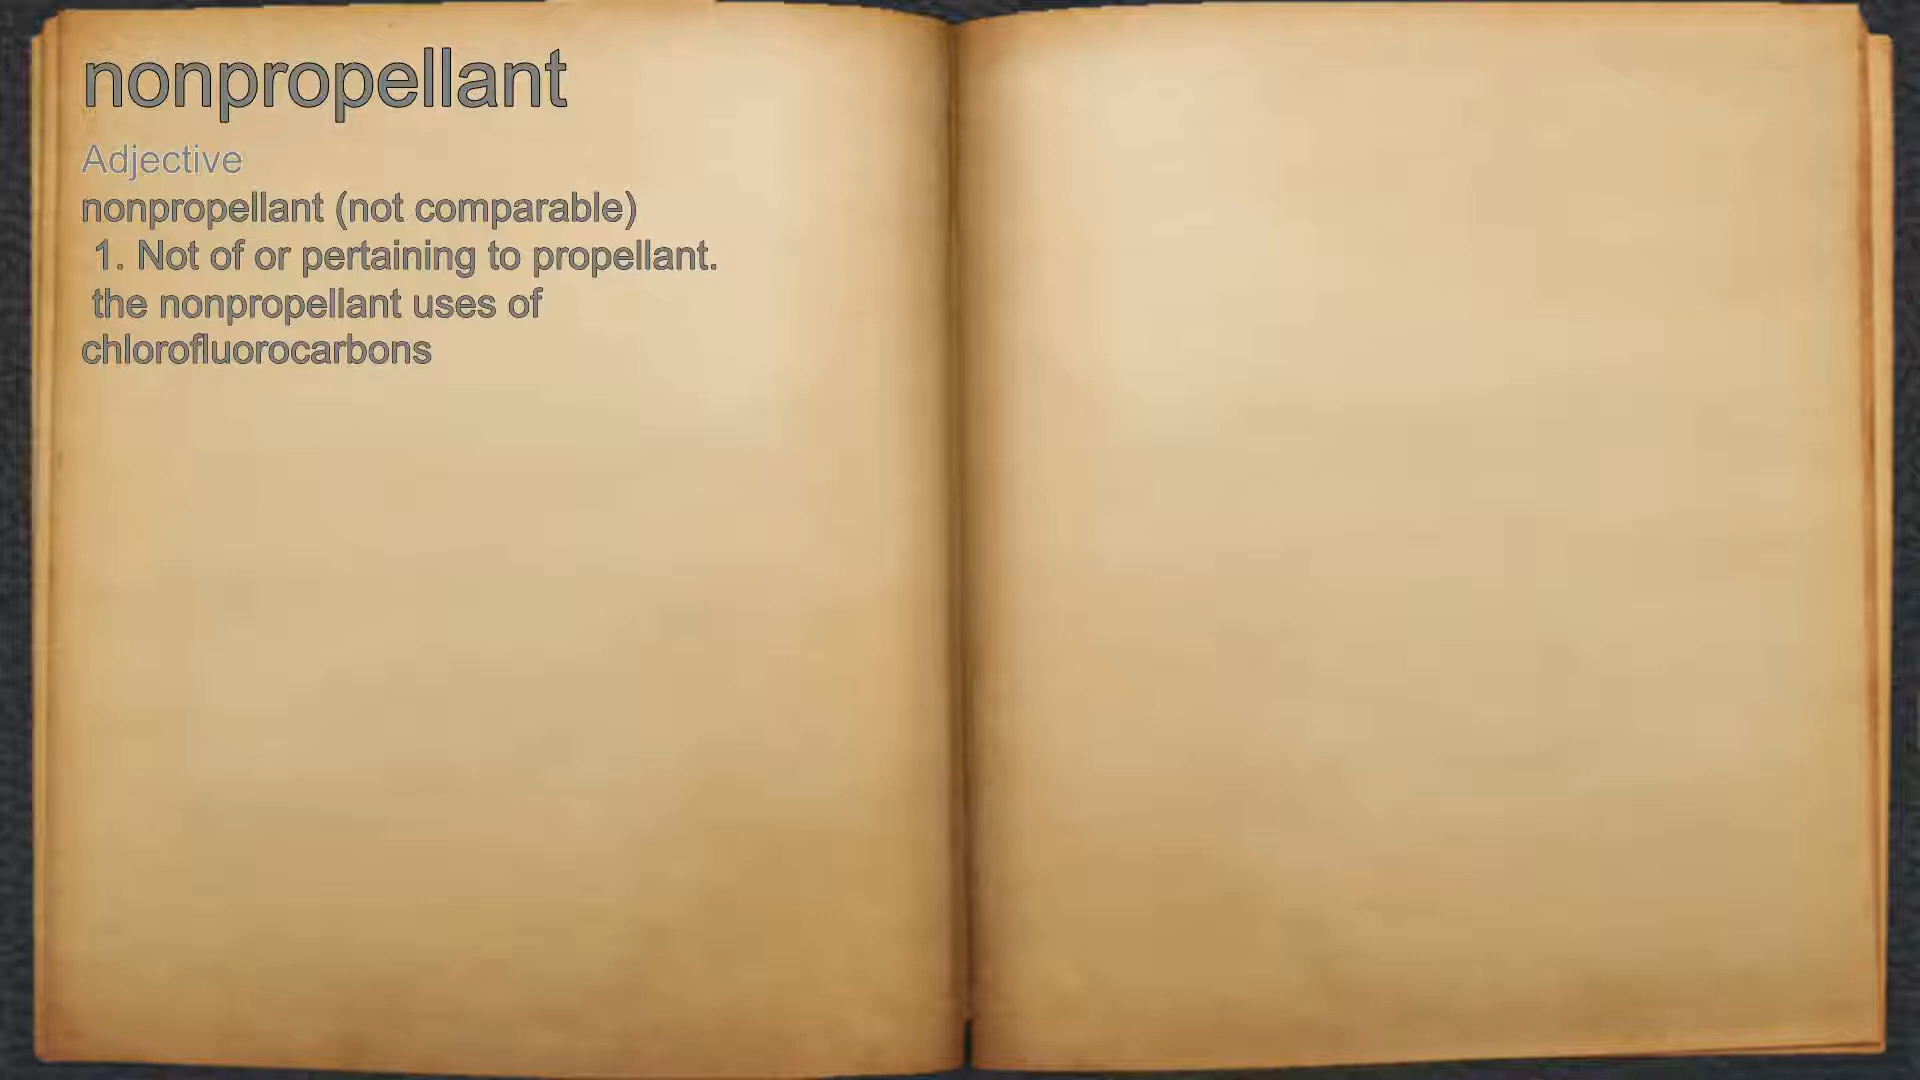 nonpropellant
Adjective
nonpropellant (not comparable)
1. Not of or pertaining to propellant.
the nonpropellant uses of
chlorofluorocarbons